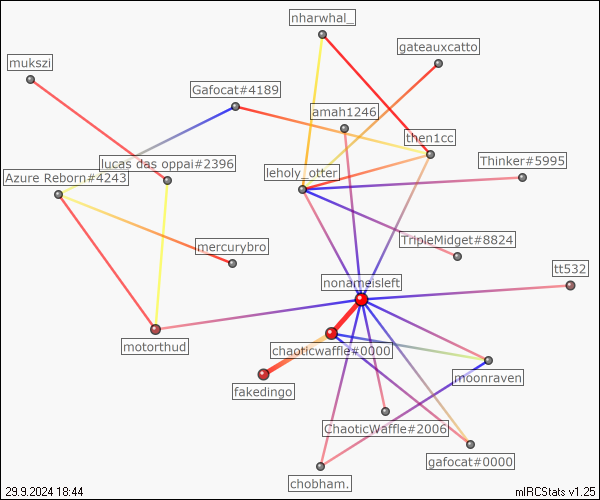 nharwhal_
gateauxcatto
mukszi
Gafocat#4189
amah1246
then1cc
lucas das oppai#2396
Thinker#5995
leholy_otter
Azure Reborn#4243
TripleMidget#8824
mercurybro
tt532
nonameisleft
motorthud
chaoticwaffle#0000
moonraven
fakedingo
ChaoticWaffle#2006
gafocat#0000
chobham.
29.9.2024 18:44
mIRCStats v1.25